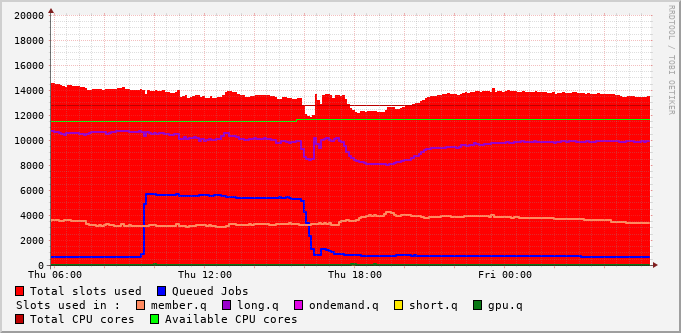 RRDTOOL / TOBI OETIKER
20000
18000
16000
14000
12000
10000
8000
6000
4000
2000
0
Thu 06:00 Thu 12:00 Thu 18:00 Fri 00:00
Total slots used Queued Jobs
Slots used in : member.q long.q ondemand.q short.q gpu.q
Total CPU cores Available CPU cores